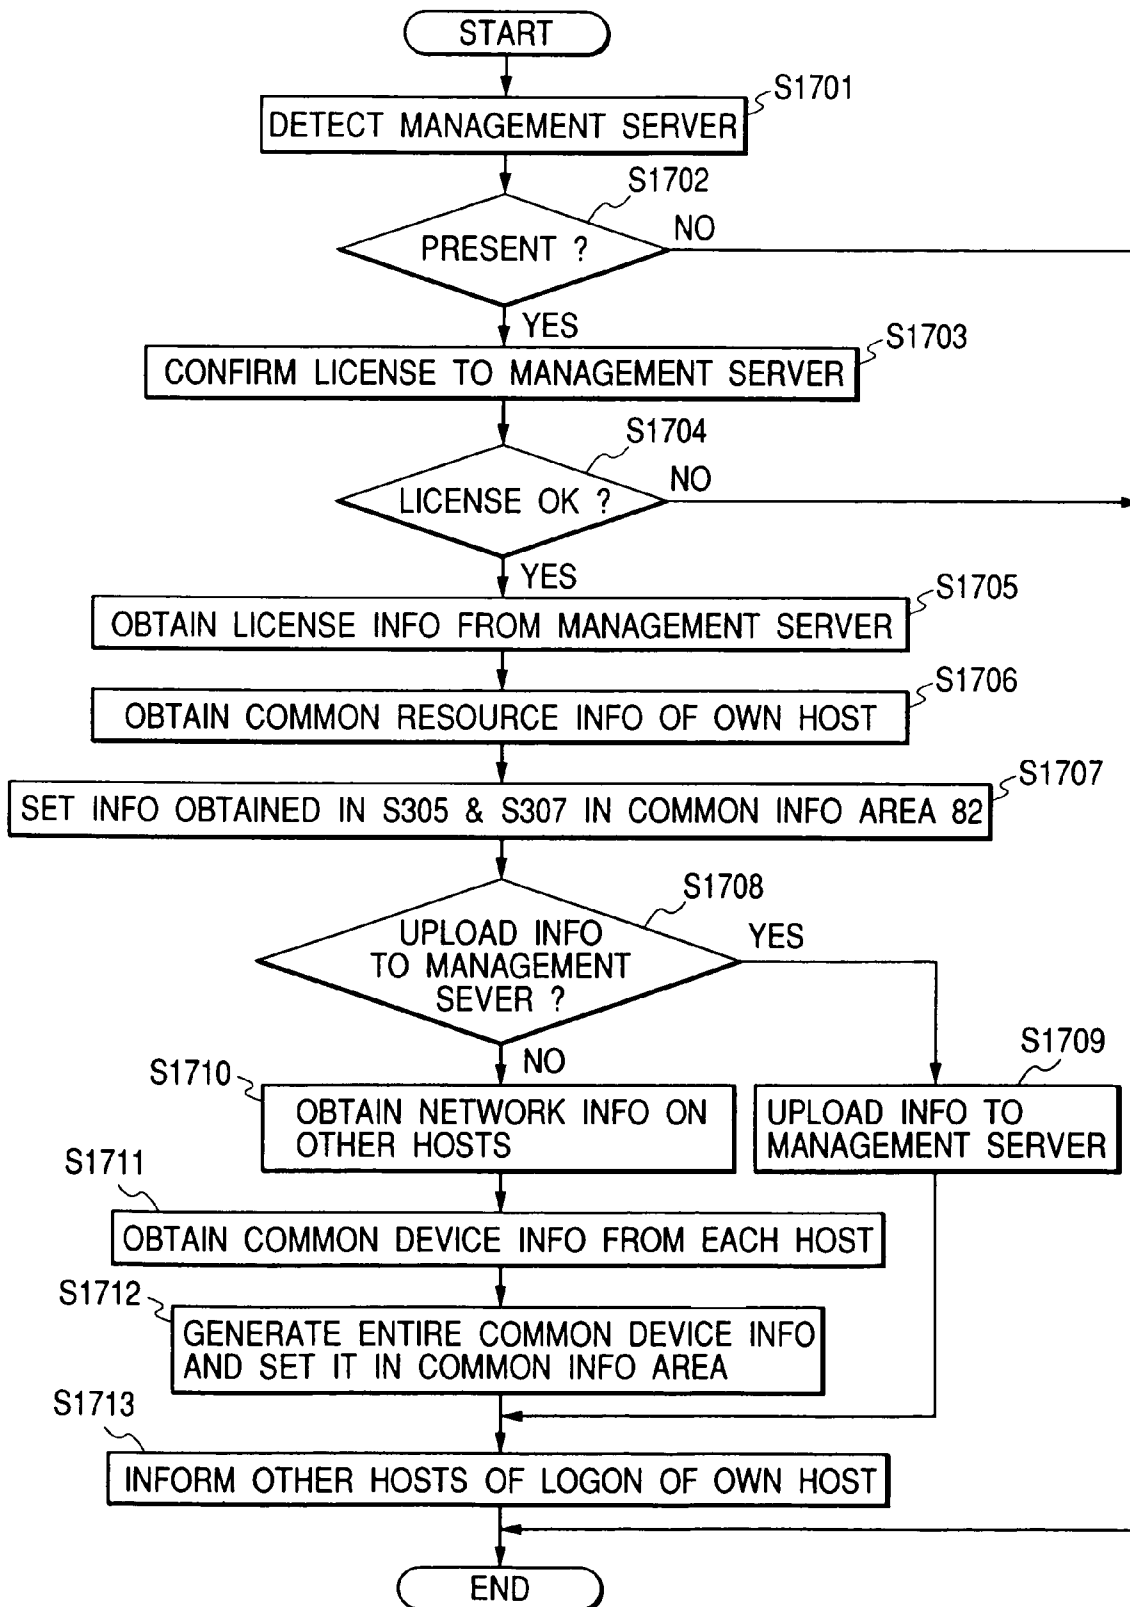 START
S1701
DETECT MANAGEMENT SERVER
S1702
PRESENT ?
NO
YES
S1703
CONFIRM LICENSE TO MANAGEMENT SERVER
S1704
LICENSE OK ?
NO
YES
S1705
OBTAIN LICENSE INFO FROM MANAGEMENT SERVER
S1706
OBTAIN COMMON RESOURCE INFO OF OWN HOST
S1707
SET INFO OBTAINED IN S305 & S307 IN COMMON INFO AREA 82
S1708
UPLOAD INFO
TO MANAGEMENT
SEVER ?
YES
NO
S1709
UPLOAD INFO TO
MANAGEMENT SERVER
S1710
OBTAIN NETWORK INFO ON
OTHER HOSTS
S1711
OBTAIN COMMON DEVICE INFO FROM EACH HOST
S1712
GENERATE ENTIRE COMMON DEVICE INFO
AND SET IT IN COMMON INFO AREA
S1713
INFORM OTHER HOSTS OF LOGON OF OWN HOST
END